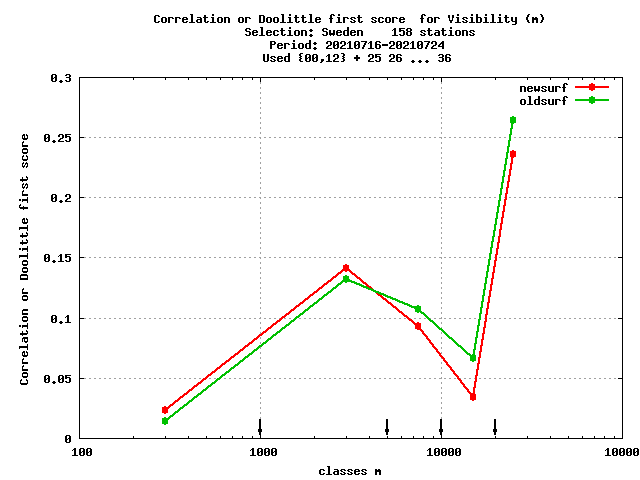 Correlation or Doolittle first score  for Visibility (m)
Selection: Sweden    158 stations
Period: 20210716-20210724
Used {00,12} + 25 26 ... 36
newsurf
oldsurf
Correlation or Doolittle first score
0.3
0.25
0.2
0.15
0.1
0.05
0
100 1000 10000 10000
classes m